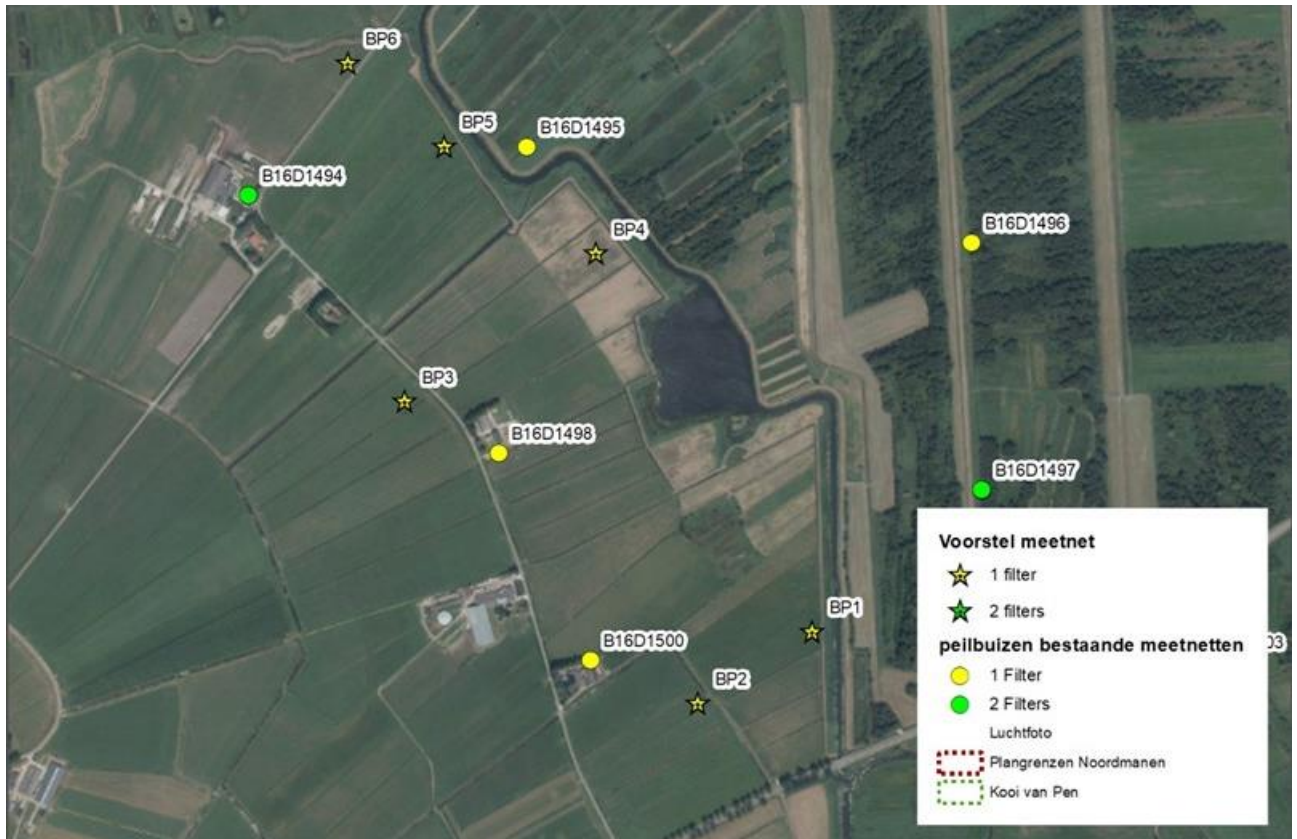 BP6
BP5
B16D1495
B16D1494
B16D1496
BP4
BP3
B16D1498
B16D1497
BP1
B16D1500
BP2
Voorstel meetnet
1 filter
2 filters
peilbuizen bestaande meetnetten
03
1 Filter
2 Filters
Luchtfoto
Plangrenzen Noordmanen
Kooi van Pen